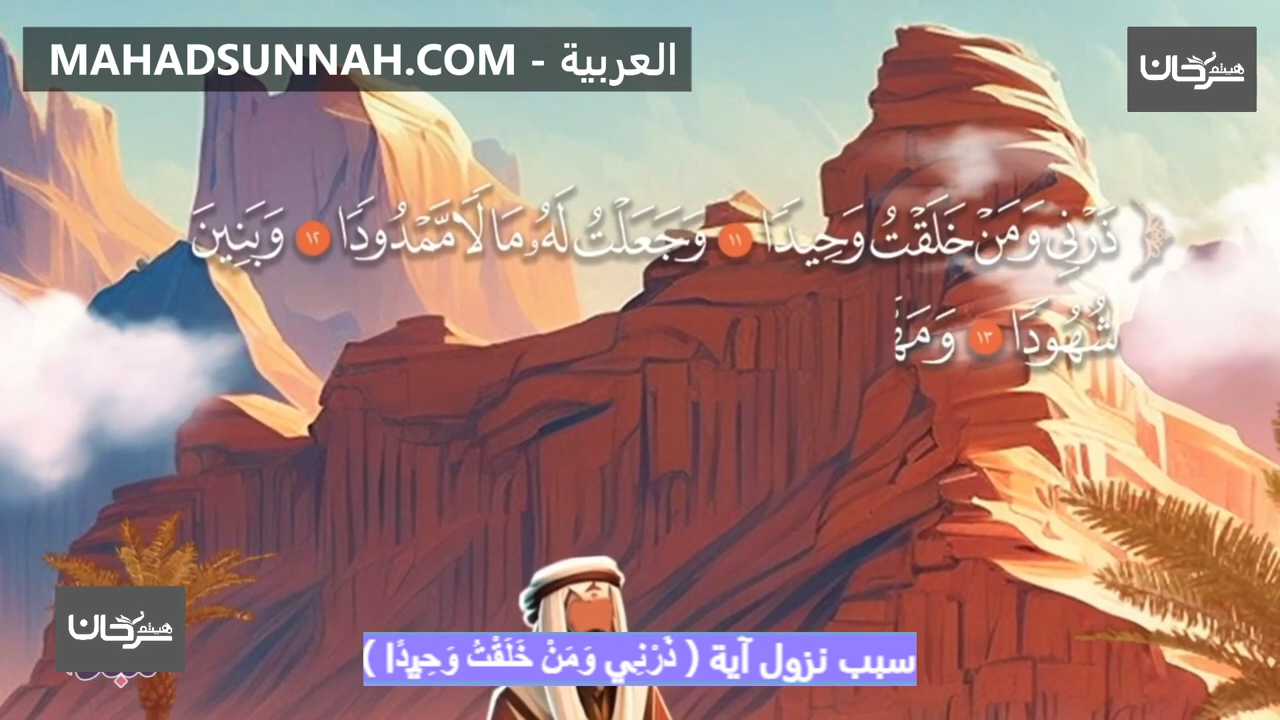 MAHADSUNNAH.COM - العربية
هيثم سرحان
ذَرْنِي وَمَنْ خَلَقْتُ وَحِيدًا ١١ وَجَعَلْتُ لَهُۥ مَالًا مَّمْدُودًا ١٢ وَبَنِينَ
شُهُودًا ١٣ وَمَهَّ
هيثم سرحان
سبب نزول آية ( ذَرْنِي وَمَنْ خَلَقْتُ وَحِيدًا )